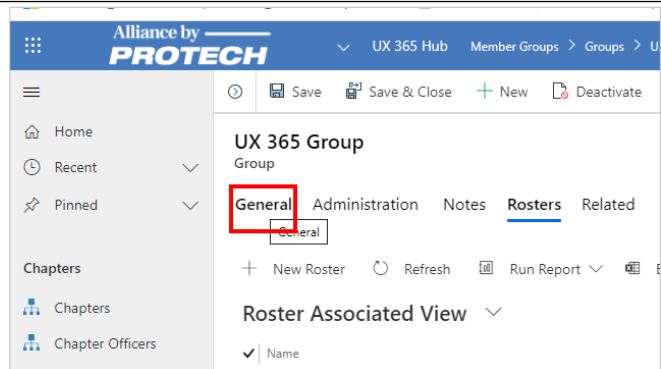 Alliance by
PROTECH
UX 365 Hub Member Groups > Groups >
Save Save & Close + New Deactivate
Home
Recent
Pinned
UX 365 Group
Group
General Administration Notes Rosters Related
General
Chapters
+ New Roster Refresh Run Report
Chapters
Chapter Officers
Roster Associated View
Name